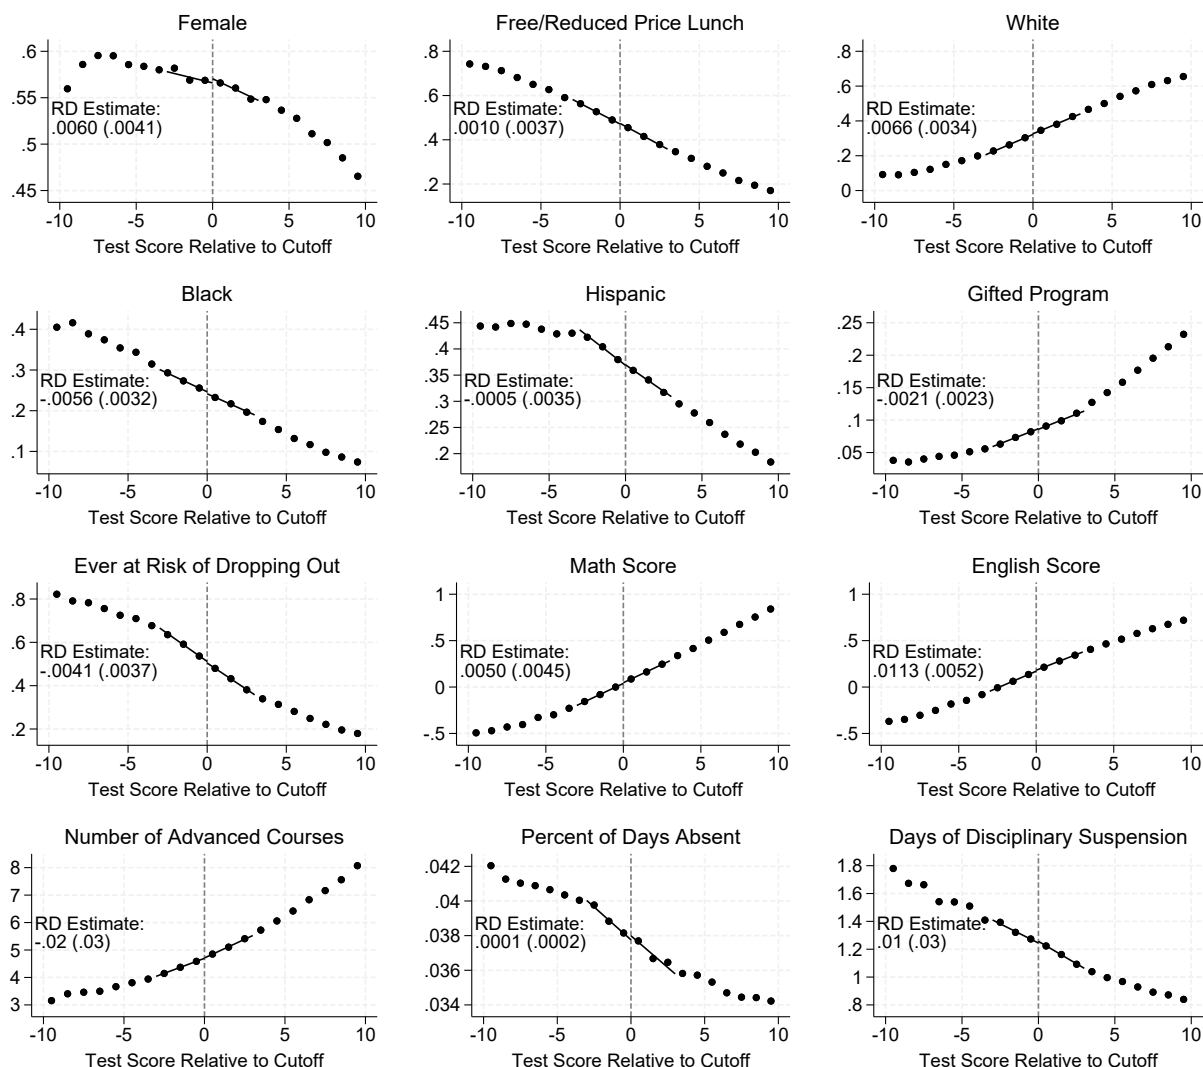 Female
.6
.55
.5
.45
RD Estimate:
.0060 (.0041)
-10 -5 0 5 10
Test Score Relative to Cutoff
Free/Reduced Price Lunch
.8
.6
.4
.2
RD Estimate:
.0010 (.0037)
-10 -5 0 5 10
Test Score Relative to Cutoff
White
.8
.6
.4
.2
0
RD Estimate:
.0066 (.0034)
-10 -5 0 5 10
Test Score Relative to Cutoff
Black
.4
.3
.2
.1
RD Estimate:
-.0056 (.0032)
-10 -5 0 5 10
Test Score Relative to Cutoff
Hispanic
.45
.4
.35
.3
.25
.2
RD Estimate:
-.0005 (.0035)
-10 -5 0 5 10
Test Score Relative to Cutoff
Gifted Program
.25
.2
.15
.1
.05
RD Estimate:
-.0021 (.0023)
-10 -5 0 5 10
Test Score Relative to Cutoff
Ever at Risk of Dropping Out
.8
.6
.4
.2
RD Estimate:
-.0041 (.0037)
-10 -5 0 5 10
Test Score Relative to Cutoff
Math Score
1
.5
0
-.5
RD Estimate:
.0050 (.0045)
-10 -5 0 5 10
Test Score Relative to Cutoff
English Score
1
.5
0
-.5
RD Estimate:
.0113 (.0052)
-10 -5 0 5 10
Test Score Relative to Cutoff
Number of Advanced Courses
8
7
6
5
4
3
RD Estimate:
-.02 (.03)
-10 -5 0 5 10
Test Score Relative to Cutoff
Percent of Days Absent
.042
.04
.038
.036
.034
RD Estimate:
.0001 (.0002)
-10 -5 0 5 10
Test Score Relative to Cutoff
Days of Disciplinary Suspension
1.8
1.6
1.4
1.2
1
.8
RD Estimate:
.01 (.03)
-10 -5 0 5 10
Test Score Relative to Cutoff